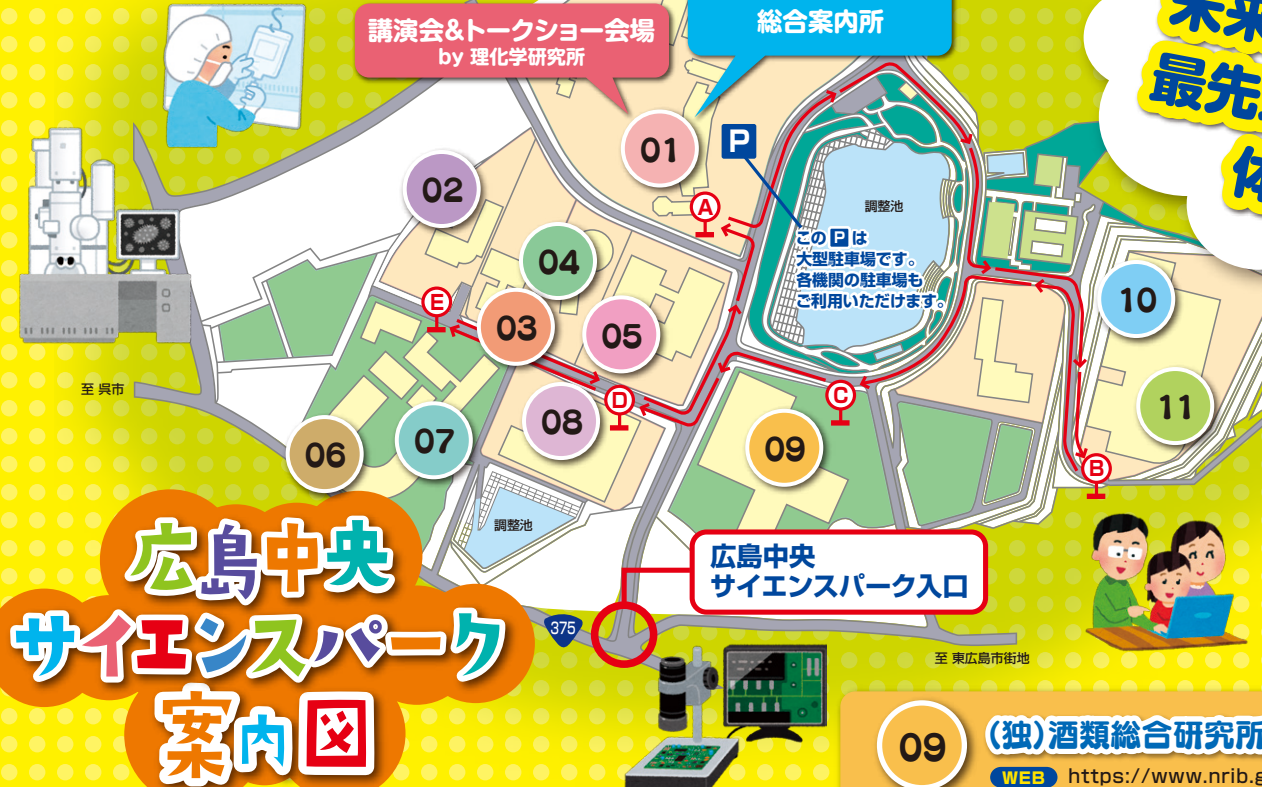 講演会&トークショー会場
by 理化学研究所
総合案内所
未来
最先
体
01
02
P
A
調整池
この P は
大型駐車場です。
各機関の駐車場も
ご利用いただけます。
04
10
E
03
05
至 呉市
D
C
11
08
06
07
09
B
調整池
広島中央
サイエンスパーク入口
375
至 東広島市街地
広島中央
サイエンスパーク
案内図
09
(独)酒類総合研究所
WEB https://www.nrib.g